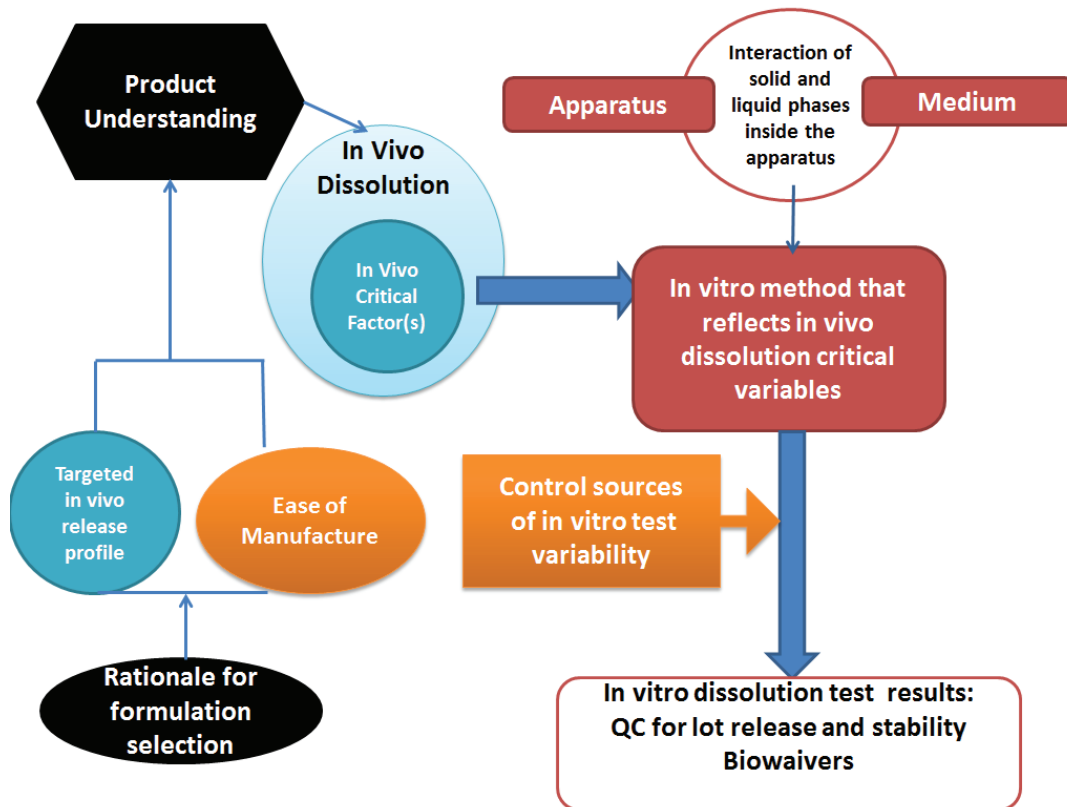 Product
Understanding
In Vivo
Dissolution
In Vivo
Critical
Factor(s)
Targeted
in vivo
release
profile
Ease of
Manufacture
Rationale for
formulation
selection
Apparatus
Interaction of
solid and
liquid phases
inside the
apparatus
Medium
In vitro method that
reflects in vivo
dissolution critical
variables
Control sources
of in vitro test
variability
In vitro dissolution test results:
QC for lot release and stability
Biowaivers